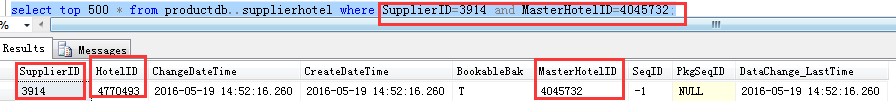 select top 500 * from productdb..supplierhotel where SupplierID=3914 and MasterHotelID=4045732;
%
Results Messages
SupplierID HotelID ChangeDateTime CreateDateTime BookableBak MasterHotelID SeqID PkgSeqID DataChange_LastTime
3914 4770493 2016-05-19 14:52:16.260 2016-05-19 14:52:16.260 T 4045732 -1 NULL 2016-05-19 14:52:16.260